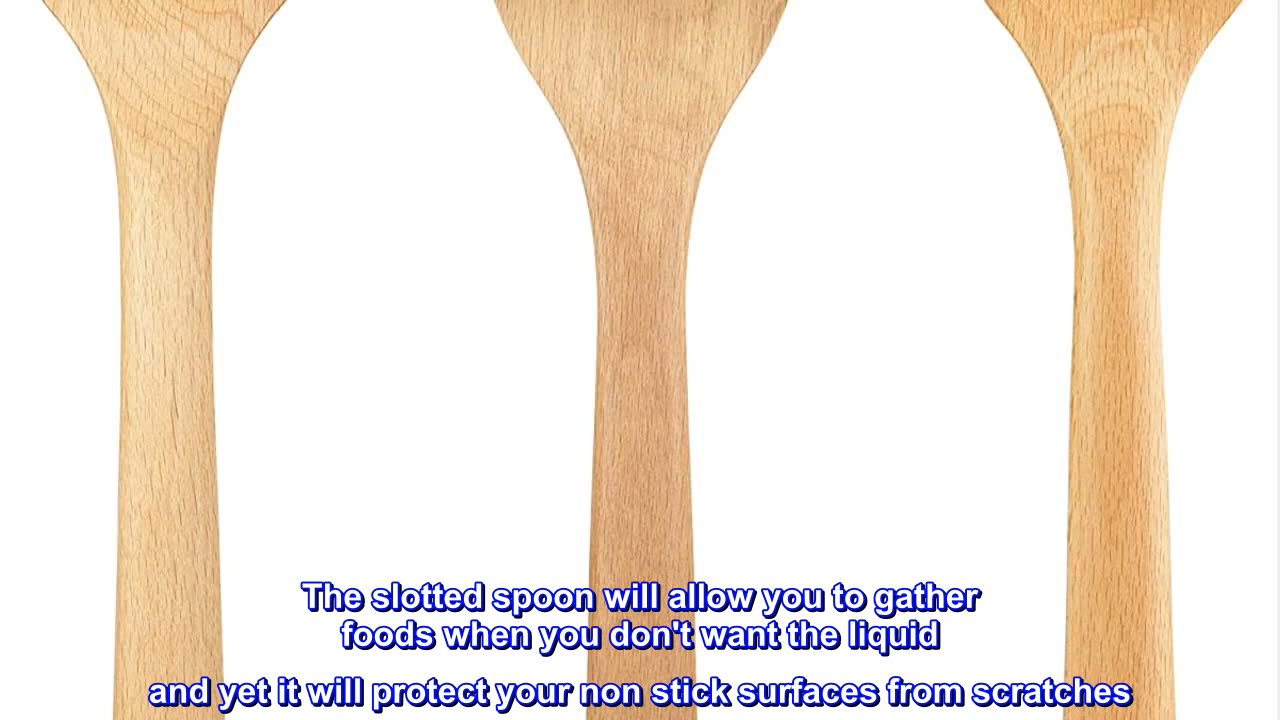 The slotted spoon will allow you to gather
foods when you don't want the liquid
and yet it will protect your non stick surfaces from scratches